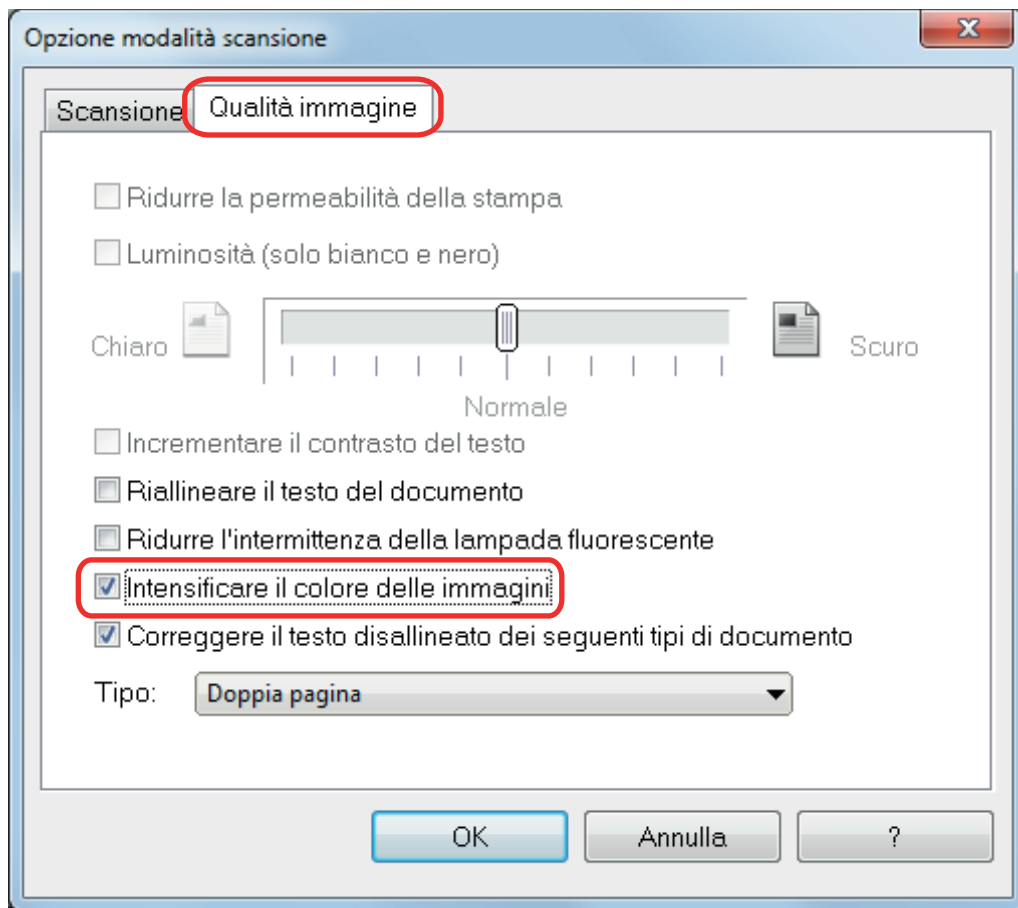 Opzione modalità scansione
Scansione Qualità immagine
Ridurre la permeabilità della stampa
Luminosità (solo bianco e nero)
Chiaro Scuro
Normale
Incrementare il contrasto del testo
Riallineare il testo del documento
Ridurre l'intermittenza della lampada fluorescente
Intensificare il colore delle immagini
Correggere il testo disallineato dei seguenti tipi di documento
Tipo: Doppia pagina
OK Annulla ?